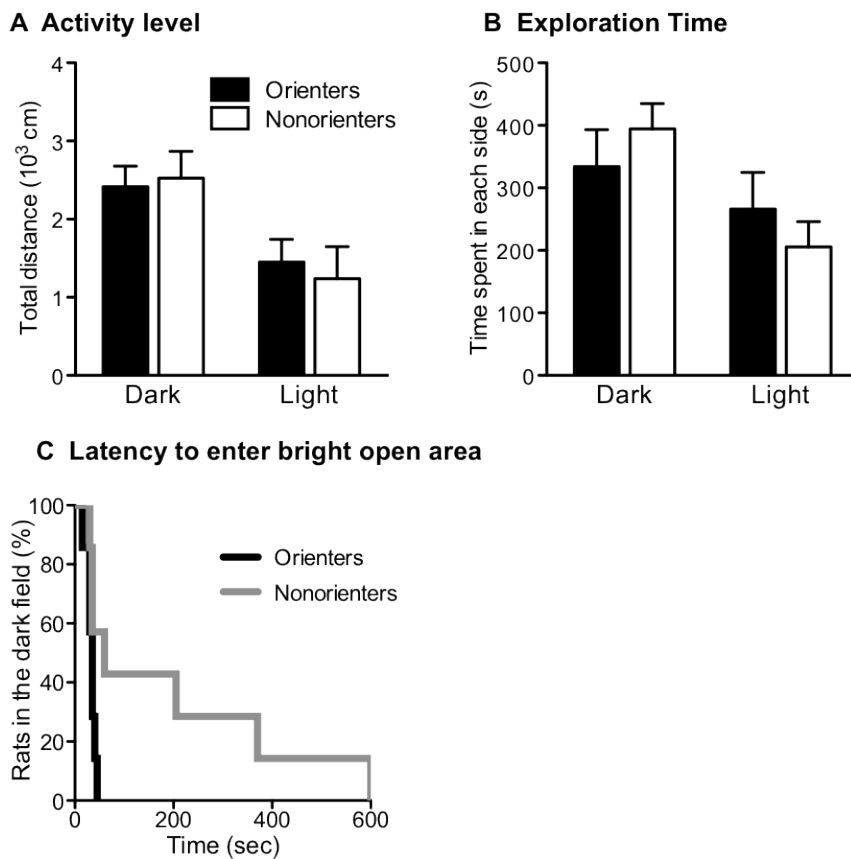 A Activity level
Total distance (10³ cm)
4
3
2
1
0
Orienters
Nonorienters
Dark
Light
B Exploration Time
Time spent in each side (s)
500
400
300
200
100
0
Dark
Light
C Latency to enter bright open area
Rats in the dark field (%)
100
80
60
40
20
0
Orienters
Nonorienters
0
200
400
600
Time (sec)